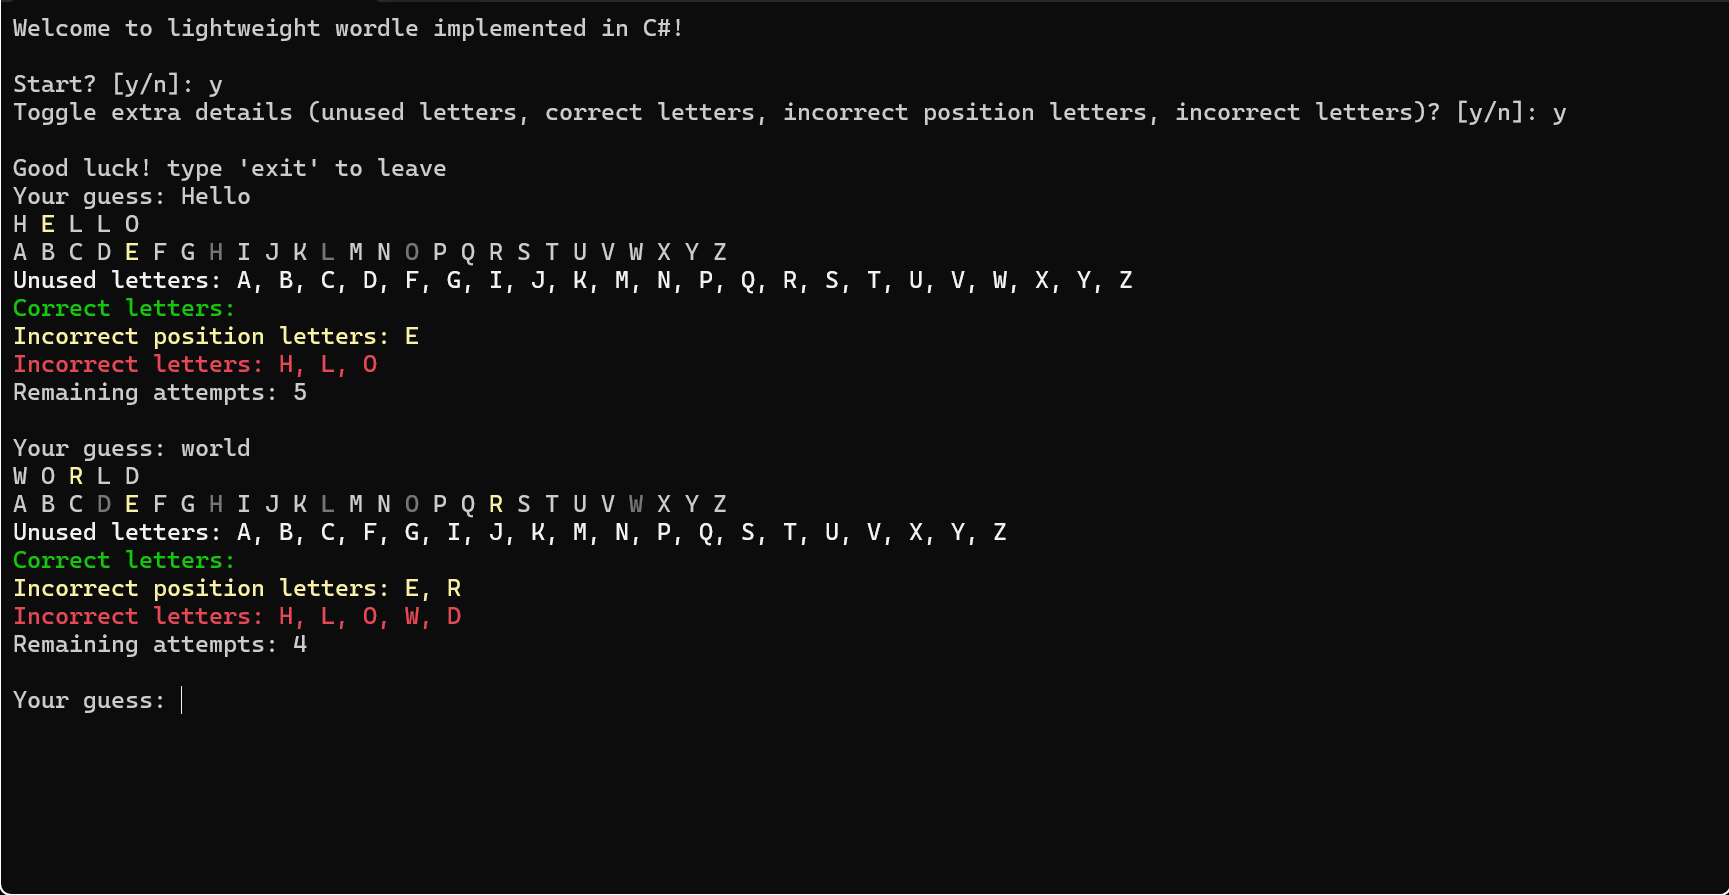 Welcome to lightweight wordle implemented in C#!
Start? [y/n]: y
Toggle extra details (unused letters, correct letters, incorrect position letters, incorrect letters)? [y/n]: y
Good luck! type 'exit' to leave
Your guess: Hello
H E L L O
A B C D E F G H I J K L M N O P Q R S T U V W X Y Z
Unused letters: A, B, C, D, F, G, I, J, K, M, N, P, Q, R, S, T, U, V, W, X, Y, Z
Correct letters:
Incorrect position letters: E
Incorrect letters: H, L, O
Remaining attempts: 5
Your guess: world
W O R L D
A B C D E F G H I J K L M N O P Q R S T U V W X Y Z
Unused letters: A, B, C, F, G, I, J, K, M, N, P, Q, S, T, U, V, X, Y, Z
Correct letters:
Incorrect position letters: E, R
Incorrect letters: H, L, O, W, D
Remaining attempts: 4
Your guess: